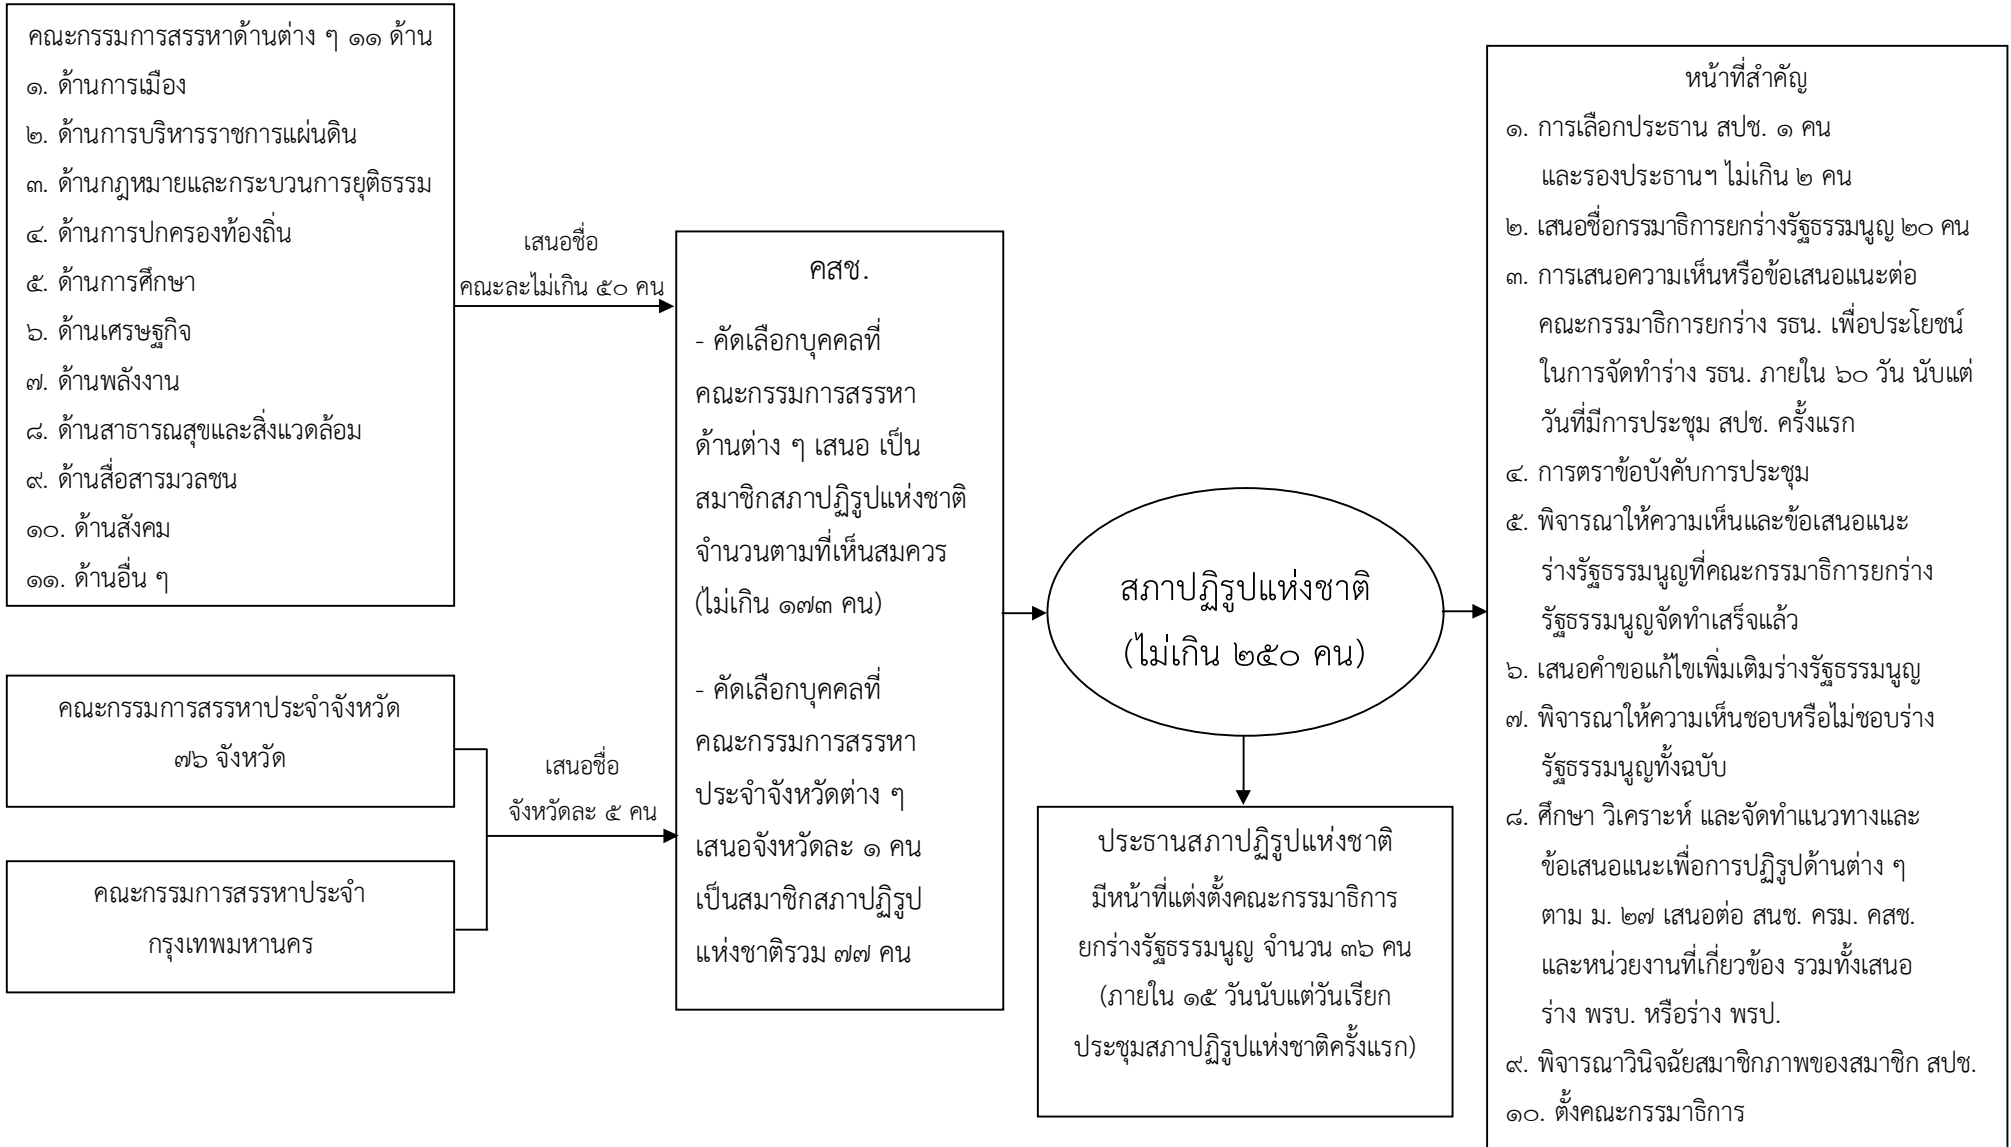 คณะกรรมการสรรหาด้านต่าง ๆ ๑๑ ด้าน
๑. ด้านการเมือง
๒. ด้านการบริหารราชการแผ่นดิน
๓. ด้านกฎหมายและกระบวนการยุติธรรม
๔. ด้านการปกครองท้องถิ่น
๕. ด้านการศึกษา
๖. ด้านเศรษฐกิจ
๗. ด้านพลังงาน
๘. ด้านสาธารณสุขและสิ่งแวดล้อม
๙. ด้านสื่อสารมวลชน
๑๐. ด้านสังคม
๑๑. ด้านอื่น ๆ
คณะกรรมการสรรหาประจำจังหวัด
๗๖ จังหวัด
คณะกรรมการสรรหาประจำ
กรุงเทพมหานคร
เสนอชื่อ
คณะละไม่เกิน ๕๐ คน
เสนอชื่อ
จังหวัดละ ๕ คน
คสช.
- คัดเลือกบุคคลที่
คณะกรรมการสรรหา
ด้านต่าง ๆ เสนอ เป็น
สมาชิกสภาปฏิรูปแห่งชาติ
จำนวนตามที่เห็นสมควร
(ไม่เกิน ๑๗๓ คน)
- คัดเลือกบุคคลที่
คณะกรรมการสรรหา
ประจำจังหวัดต่าง ๆ
เสนอจังหวัดละ ๑ คน
เป็นสมาชิกสภาปฏิรูป
แห่งชาติรวม ๗๗ คน
สภาปฏิรูปแห่งชาติ
(ไม่เกิน ๒๕๐ คน)
ประธานสภาปฏิรูปแห่งชาติ
มีหน้าที่แต่งตั้งคณะกรรมาธิการ
ยกร่างรัฐธรรมนูญ จำนวน ๓๖ คน
(ภายใน ๑๕ วันนับแต่วันเรียก
ประชุมสภาปฏิรูปแห่งชาติครั้งแรก)
หน้าที่สำคัญ
๑. การเลือกประธาน สปช. ๑ คน
และรองประธานฯ ไม่เกิน ๒ คน
๒. เสนอชื่อกรรมาธิการยกร่างรัฐธรรมนูญ ๒๐ คน
๓. การเสนอความเห็นหรือข้อเสนอแนะต่อ
คณะกรรมาธิการยกร่าง รธน. เพื่อประโยชน์
ในการจัดทำร่าง รธน. ภายใน ๖๐ วัน นับแต่
วันที่มีการประชุม สปช. ครั้งแรก
๔. การตราข้อบังคับการประชุม
๕. พิจารณาให้ความเห็นและข้อเสนอแนะ
ร่างรัฐธรรมนูญที่คณะกรรมาธิการยกร่าง
รัฐธรรมนูญจัดทำเสร็จแล้ว
๖. เสนอคำขอแก้ไขเพิ่มเติมร่างรัฐธรรมนูญ
๗. พิจารณาให้ความเห็นชอบหรือไม่ชอบร่าง
รัฐธรรมนูญทั้งฉบับ
๘. ศึกษา วิเคราะห์ และจัดทำแนวทางและ
ข้อเสนอแนะเพื่อการปฏิรูปด้านต่าง ๆ
ตาม ม. ๒๗ เสนอต่อ สนช. ครม. คสช.
และหน่วยงานที่เกี่ยวข้อง รวมทั้งเสนอ
ร่าง พรบ. หรือร่าง พรป.
๙. พิจารณาวินิจฉัยสมาชิกภาพของสมาชิก สปช.
๑๐. ตั้งคณะกรรมาธิการ